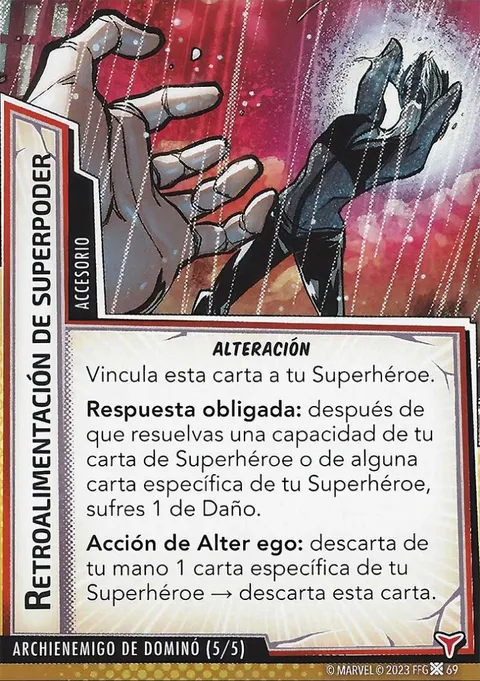 RETROALIMENTACIÓN DE SUPERPODER
ACCESORIO
ALTERACIÓN
Vincula esta carta a tu Superhéroe.
Respuesta obligada: después de
que resuelvas una capacidad de tu
carta de Superhéroe o de alguna
carta específica de tu Superhéroe,
sufres 1 de Daño.
Acción de Alter ego: descarta de
tu mano 1 carta específica de tu
Superhéroe → descarta esta carta.
ARCHIENEMIGO DE DOMINÓ (5/5)
© MARVEL © 2023 FFG 69